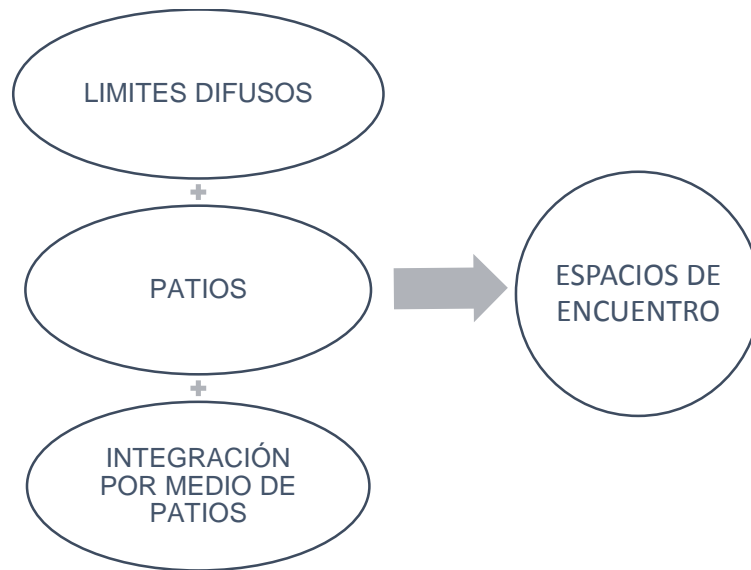 LIMITES DIFUSOS
+
PATIOS
+
INTEGRACIÓN
POR MEDIO DE
PATIOS
ESPACIOS DE
ENCUENTRO